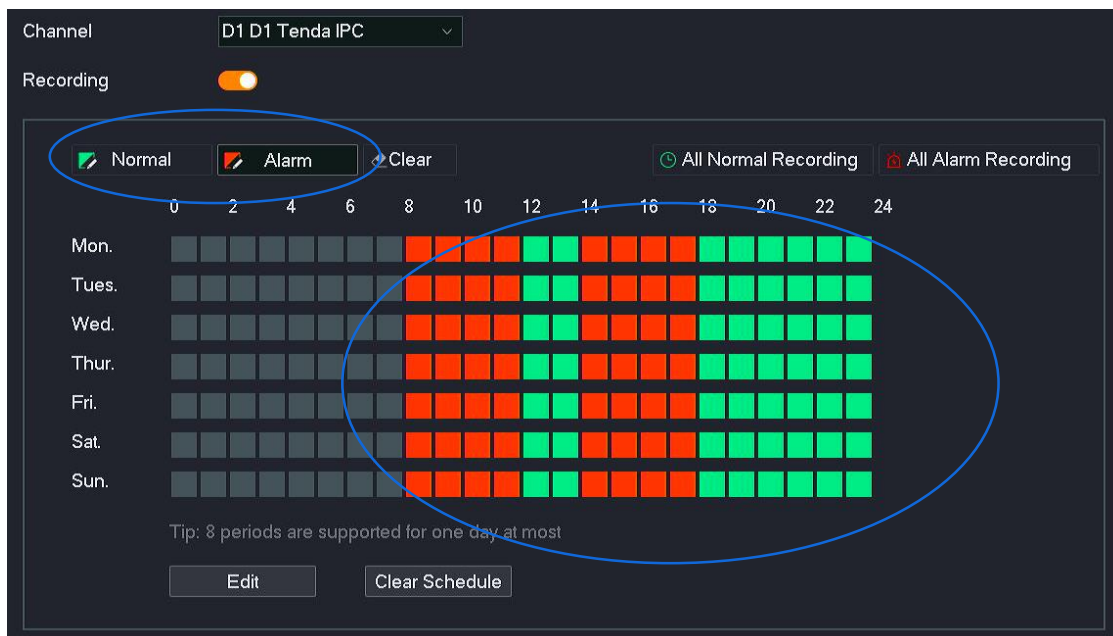 Channel D1 D1 Tenda IPC
Recording
Normal Alarm Clear All Normal Recording All Alarm Recording
0 2 4 6 8 10 12 14 16 18 20 22 24
Mon.
Tues.
Wed.
Thur.
Fri.
Sat.
Sun.
Tip: 8 periods are supported for one day at most
Edit Clear Schedule